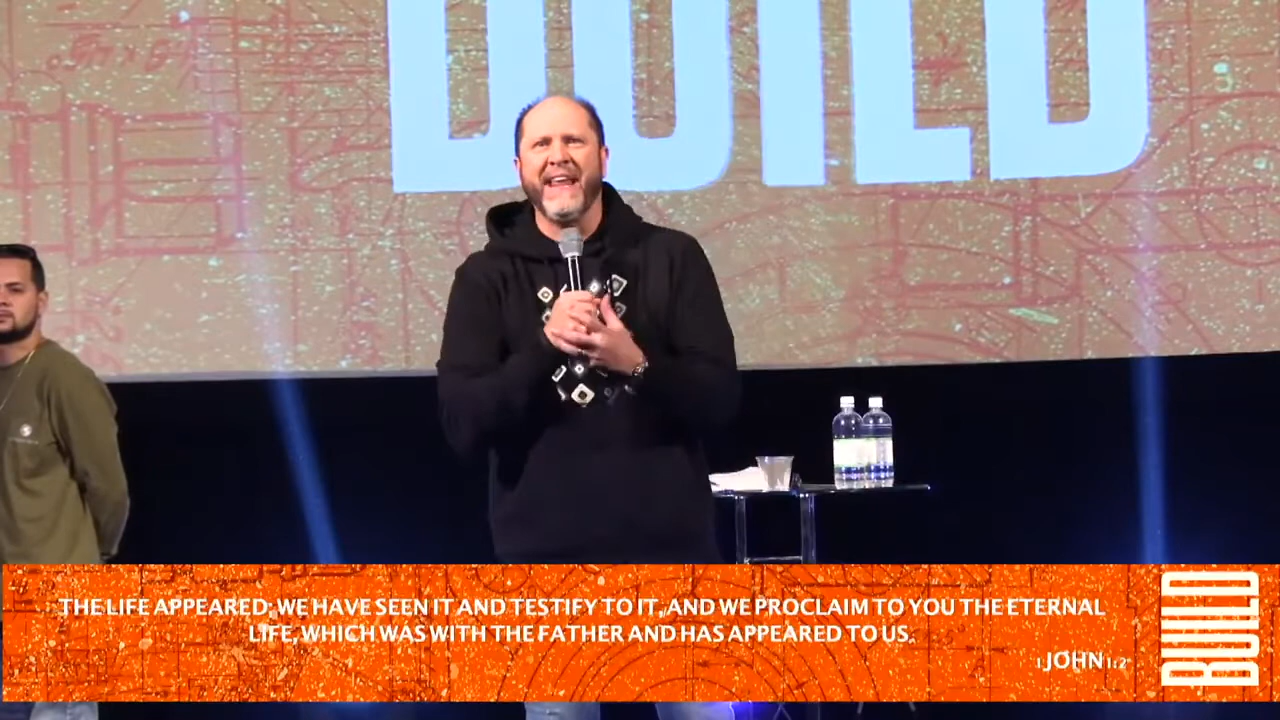 BUILD
THE LIFE APPEARED; WE HAVE SEEN IT AND TESTIFY TO IT, AND WE PROCLAIM TO YOU THE ETERNAL
LIFE, WHICH WAS WITH THE FATHER AND HAS APPEARED TO US.
1 JOHN 1:2
BUILD